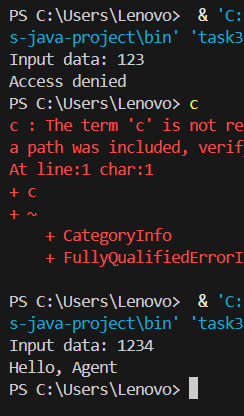 PS C:\Users\Lenovo>  & 'C:
s-java-project\bin' 'task3
Input data: 123
Access denied
PS C:\Users\Lenovo> c
c : The term 'c' is not re
a path was included, verif
At line:1 char:1
+ c
+ ~
    + CategoryInfo
    + FullyQualifiedErrorI
PS C:\Users\Lenovo>  & 'C:
s-java-project\bin' 'task3
Input data: 1234
Hello, Agent
PS C:\Users\Lenovo>